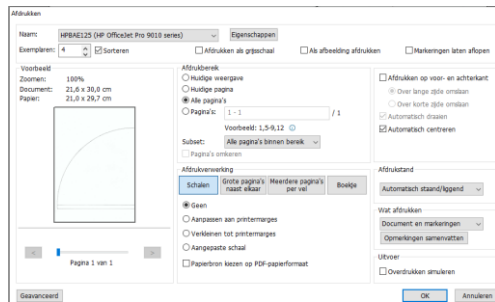 Afdrukken
Naam: HPBAE125 (HP OfficeJet Pro 9010 series) Eigenschappen
Exemplaren: 4 Sorteren Afdrukken als grijsschaal Als afbeelding afdrukken Markeringen laten aflopen
Voorbeeld
Zoomen: 100%
Document: 21,6 x 30,0 cm
Papier: 21,0 x 29,7 cm
Pagina 1 van 1
Afdrukbereik
Huidige weergave
Huidige pagina
Alle pagina's
Pagina's: 1 - 1 / 1
Voorbeeld: 1,5-9,12
Subset: Alle pagina's binnen bereik
Pagina's omkeren
Afdrukverwerking
Schalen
Grote pagina's naast elkaar
Meerdere pagina's per vel
Boekje
Geen
Aanpassen aan printermarges
Verkleinen tot printermarges
Aangepaste schaal
Papierbron kiezen op PDF-papierformaat
Afdrukken op voor- en achterkant
Over lange zijde omslaan
Over korte zijde omslaan
Automatisch draaien
Automatisch centreren
Afdrukstand
Automatisch staand/liggend
Wat afdrukken
Document en markeringen
Opmerkingen samenvatten
Uitvoer
Overdrukken simuleren
Geavanceerd OK Annuleren